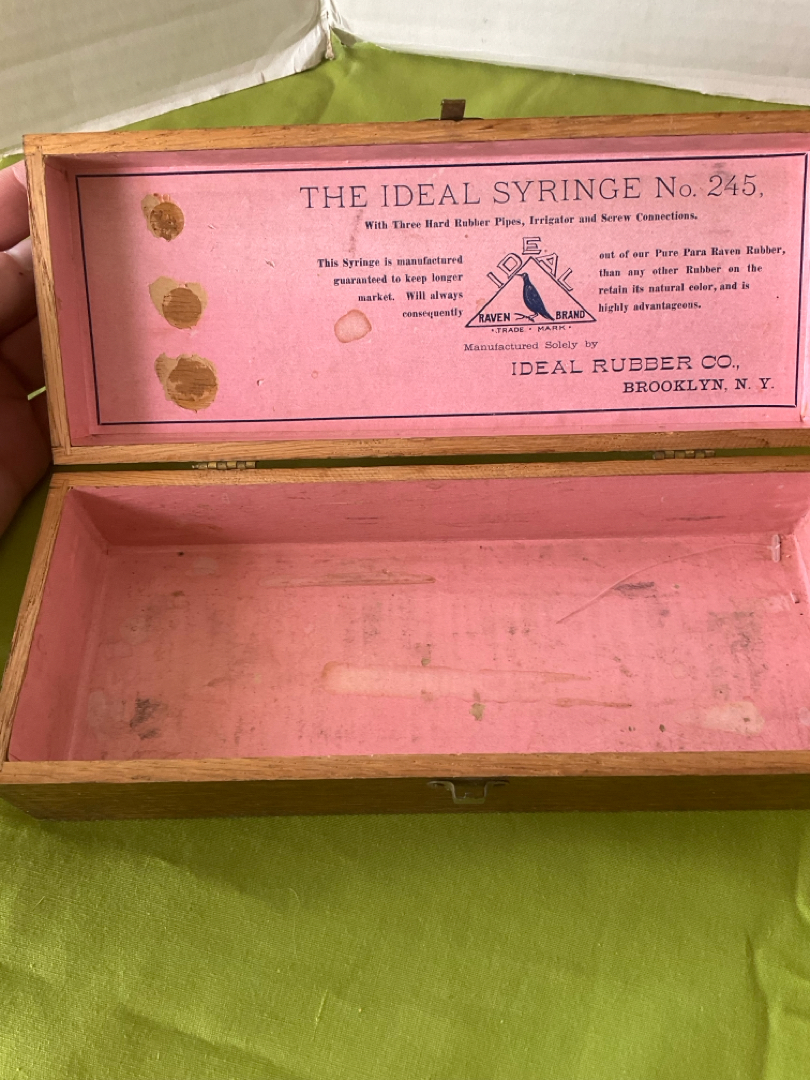 THE IDEAL SYRINGE No. 245,
With Three Hard Rubber Pipes, Irrigator and Screw Connections.
This Syringe is manufactured out of our Pure Para Raven Rubber,
guaranteed to keep longer than any other Rubber on the
market. Will always retain its natural color, and is
consequently highly advantageous.
IDEAL
RAVEN BRAND
·TRADE·MARK·
Manufactured Solely by
IDEAL RUBBER CO.,
BROOKLYN, N. Y.